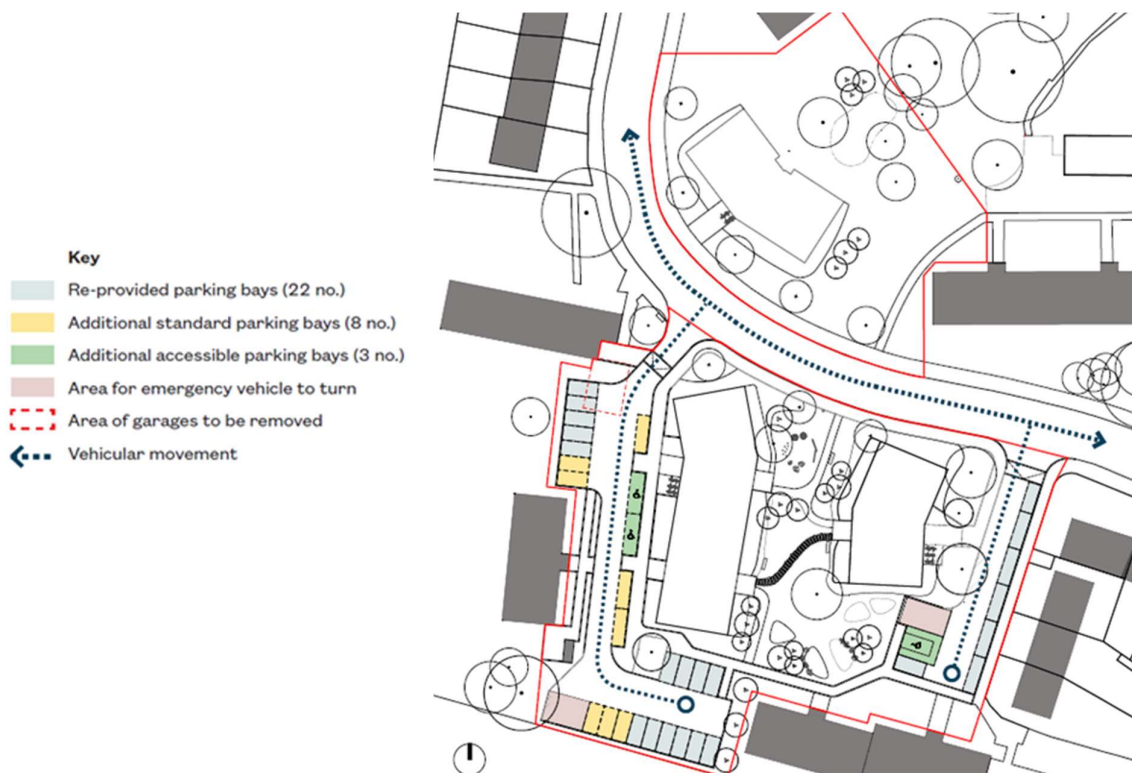 Key
Re-provided parking bays (22 no.)
Additional standard parking bays (8 no.)
Additional accessible parking bays (3 no.)
Area for emergency vehicle to turn
Area of garages to be removed
Vehicular movement